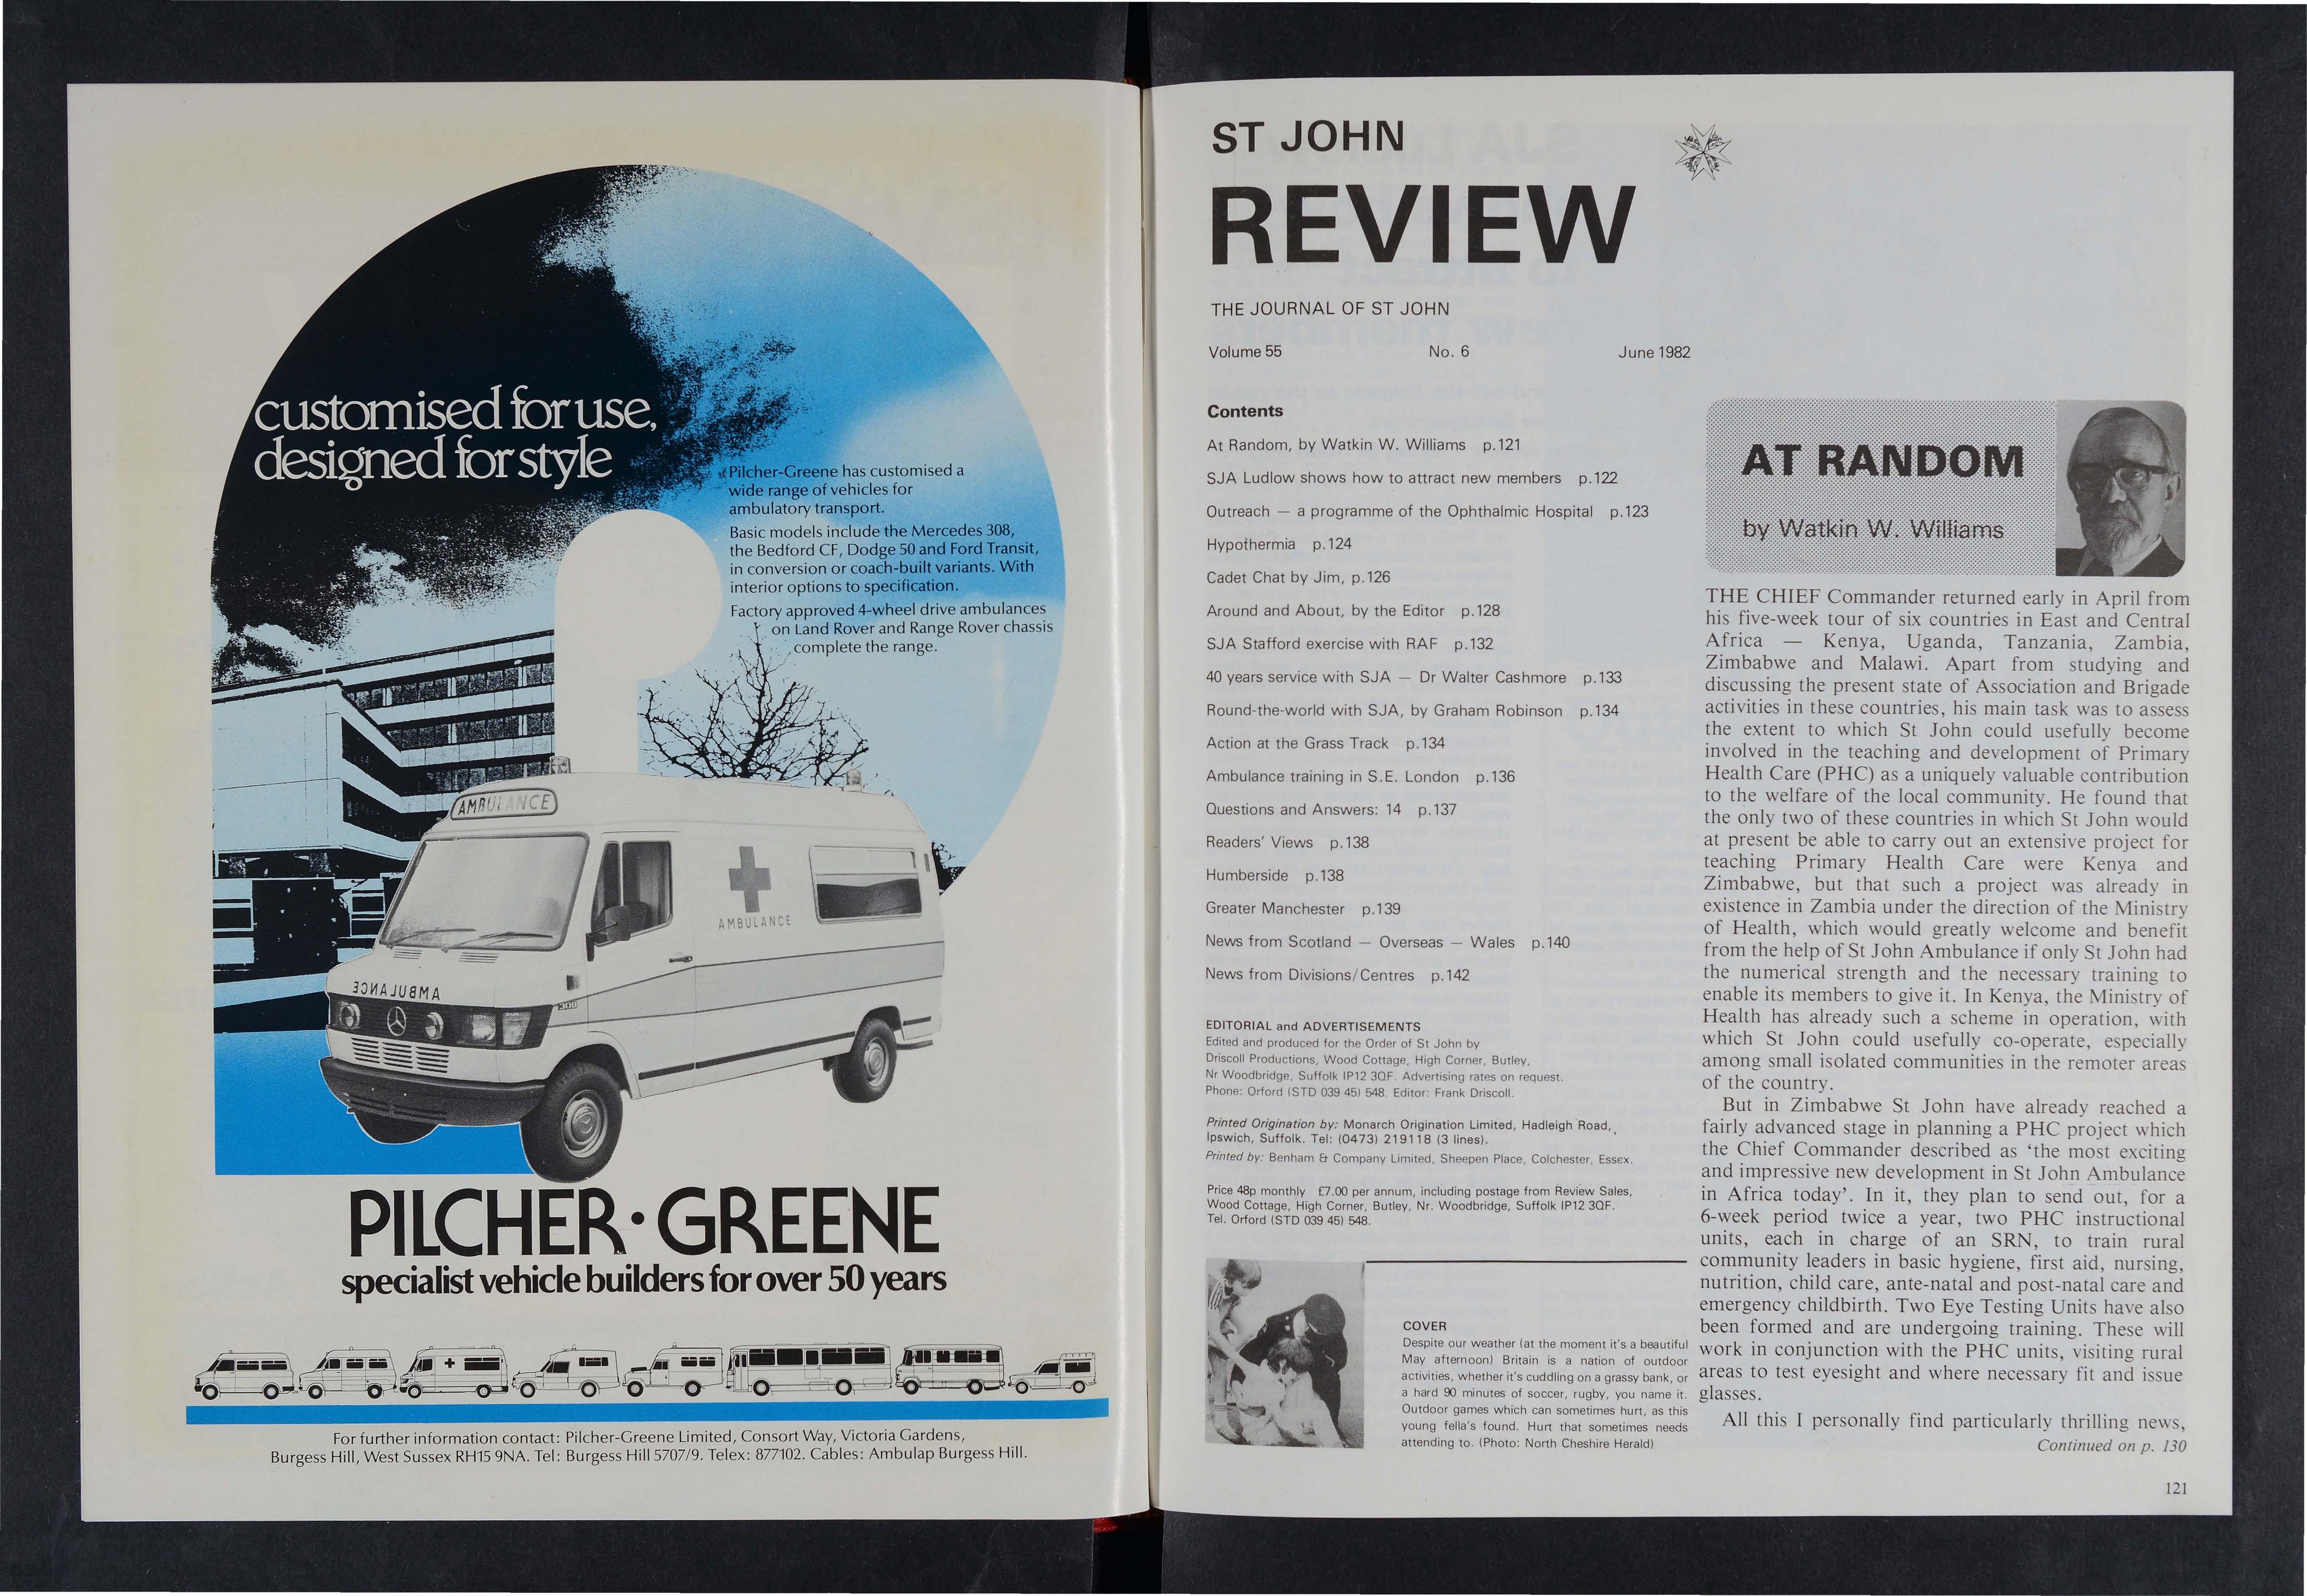 customised for use,
designed for style
Pilcher-Greene has customised a
wide range of vehicles for
ambulatory transport.
Basic models include the Mercedes 308,
the Bedford CF, Dodge 50 and Ford Transit,
in conversion or coach-built variants. With
interior options to specification.
Factory approved 4-wheel drive ambulances
on Land Rover and Range Rover chassis
complete the range.
AMBULANCE
AMBULANCE
AMBULANCE
308
PILCHER·GREENE
specialist vehicle builders for over 50 years
For further information contact: Pilcher-Greene Limited, Consort Way, Victoria Gardens,
Burgess Hill, West Sussex RH15 9NA. Tel: Burgess Hill 5707/9. Telex: 877102. Cables: Ambulap Burgess Hill.
ST JOHN
REVIEW
THE JOURNAL OF ST JOHN
Volume 55 No. 6 June 1982
Contents
At Random, by Watkin W. Williams p.121
SJA Ludlow shows how to attract new members p.122
Outreach — a programme of the Ophthalmic Hospital p.123
Hypothermia p.124
Cadet Chat by Jim, p.126
Around and About, by the Editor p.128
SJA Stafford exercise with RAF p.132
40 years service with SJA — Dr Walter Cashmore p.133
Round-the-world with SJA, by Graham Robinson p.134
Action at the Grass Track p.134
Ambulance training in S.E. London p.136
Questions and Answers: 14 p.137
Readers' Views p.138
Humberside p.138
Greater Manchester p.139
News from Scotland — Overseas — Wales p.140
News from Divisions/Centres p.142
EDITORIAL and ADVERTISEMENTS
Edited and produced for the Order of St John by
Driscoll Productions, Wood Cottage, High Corner, Butley,
Nr Woodbridge, Suffolk IP12 3QF. Advertising rates on request.
Phone: Orford (STD 039 45) 548. Editor: Frank Driscoll.
Printed Origination by: Monarch Origination Limited, Hadleigh Road,
Ipswich, Suffolk. Tel: (0473) 219118 (3 lines).
Printed by: Benham & Company Limited, Sheepen Place, Colchester, Essex.
Price 48p monthly £7.00 per annum, including postage from Review Sales,
Wood Cottage, High Corner, Butley, Nr. Woodbridge, Suffolk IP12 3QF.
Tel. Orford (STD 039 45) 548.
COVER
Despite our weather (at the moment it's a beautiful
May afternoon) Britain is a nation of outdoor
activities, whether it's cuddling on a grassy bank, or
a hard 90 minutes of soccer, rugby, you name it.
Outdoor games which can sometimes hurt, as this
young fella's found. Hurt that sometimes needs
attending to. (Photo: North Cheshire Herald)
AT RANDOM
by Watkin W. Williams
THE CHIEF Commander returned early in April from
his five-week tour of six countries in East and Central
Africa — Kenya, Uganda, Tanzania, Zambia,
Zimbabwe and Malawi. Apart from studying and
discussing the present state of Association and Brigade
activities in these countries, his main task was to assess
the extent to which St John could usefully become
involved in the teaching and development of Primary
Health Care (PHC) as a uniquely valuable contribution
to the welfare of the local community. He found that
the only two of these countries in which St John would
at present be able to carry out an extensive project for
teaching Primary Health Care were Kenya and
Zimbabwe, but that such a project was already in
existence in Zambia under the direction of the Ministry
of Health, which would greatly welcome and benefit
from the help of St John Ambulance if only St John had
the numerical strength and the necessary training to
enable its members to give it. In Kenya, the Ministry of
Health has already such a scheme in operation, with
which St John could usefully co-operate, especially
among small isolated communities in the remoter areas
of the country.
But in Zimbabwe St John have already reached a
fairly advanced stage in planning a PHC project which
the Chief Commander described as ‘the most exciting
and impressive new development in St John Ambulance
in Africa today’. In it, they plan to send out, for a
6-week period twice a year, two PHC instructional
units, each in charge of an SRN, to train rural
community leaders in basic hygiene, first aid, nursing,
nutrition, child care, ante-natal and post-natal care and
emergency childbirth. Two Eye Testing Units have also
been formed and are undergoing training. These will
work in conjunction with the PHC units, visiting rural
areas to test eyesight and where necessary fit and issue
glasses.
All this I personally find particularly thrilling news,
Continued on p. 130
121